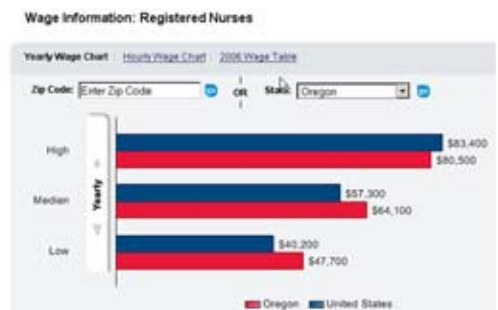 Wage Information: Registered Nurses
Yearly Wage Chart | Hourly Wage Chart | 2006 Wage Table
Zip Code: Enter Zip Code OR State: Oregon
High $83,400
$80,500
Yearly
Median $57,300
$64,100
Low $40,200
$47,700
Oregon United States